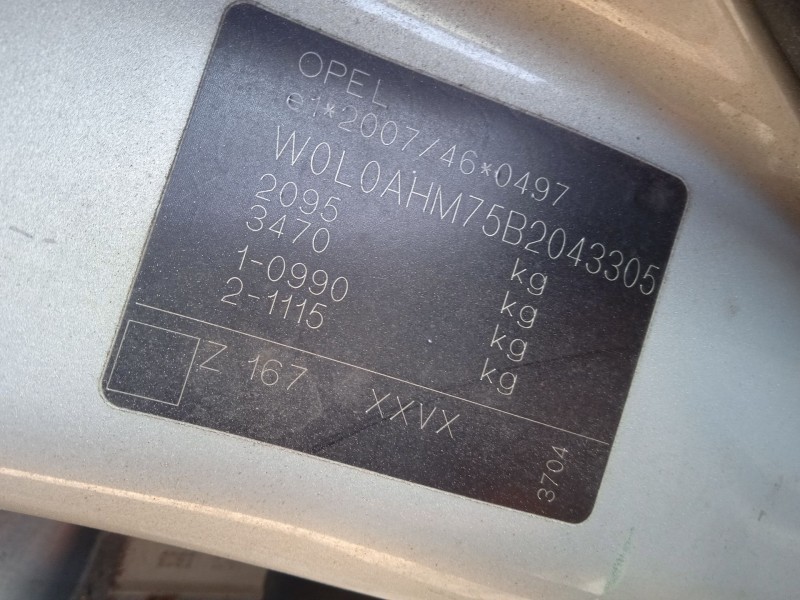 OPEL
e1*2007/46*0497
W0L0AHM75B2043305
2095 kg
3470 kg
1-0990 kg
2-1115 kg
Z 167 XXVX
3704